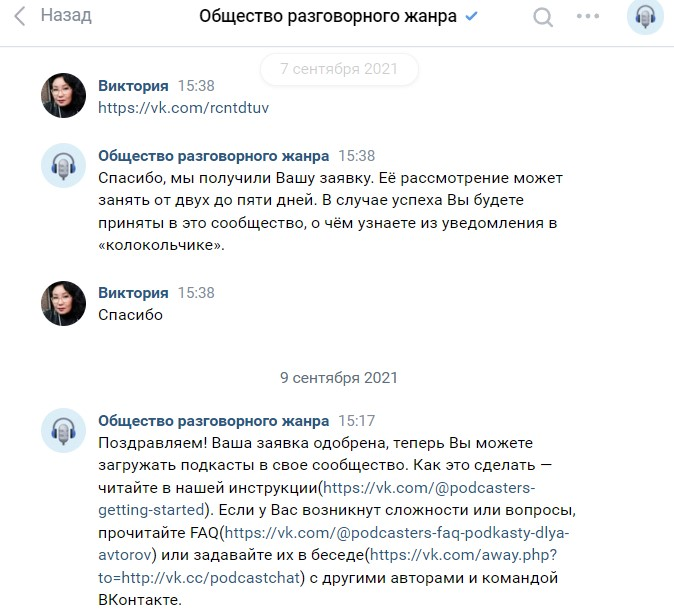 Назад
Общество разговорного жанра
7 сентября 2021
Виктория 15:38
https://vk.com/rcntdtuv
Общество разговорного жанра 15:38
Спасибо, мы получили Вашу заявку. Её рассмотрение может
занять от двух до пяти дней. В случае успеха Вы будете
приняты в это сообщество, о чём узнаете из уведомления в
«колокольчике».
Виктория 15:38
Спасибо
9 сентября 2021
Общество разговорного жанра 15:17
Поздравляем! Ваша заявка одобрена, теперь Вы можете
загружать подкасты в свое сообщество. Как это сделать —
читайте в нашей инструкции(https://vk.com/@podcasters-
getting-started). Если у Вас возникнут сложности или вопросы,
прочитайте FAQ(https://vk.com/@podcasters-faq-podkasty-dlya-
avtorov) или задавайте их в беседе(https://vk.com/away.php?
to=http://vk.cc/podcastchat) с другими авторами и командой
ВКонтакте.